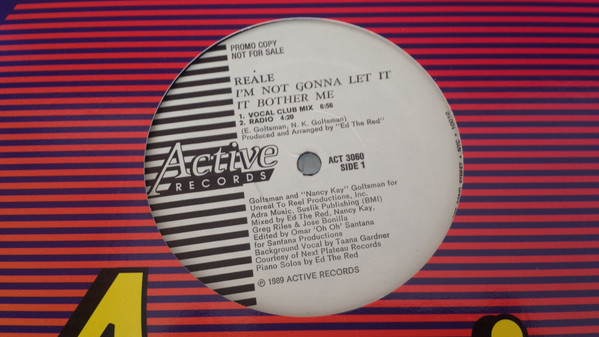 PROMO COPY
NOT FOR SALE
REALE
I'M NOT GONNA LET IT
IT BOTHER ME
1. VOCAL CLUB MIX 6:56
2. RADIO 4:20
(E. Goltsman, N. K. Goltsman)
Produced and Arranged by "Ed The Red"
Active
RECORDS
ACT 3060
SIDE 1
Goltsman and "Nancy Kay" Goltsman for
Unreal To Reel Productions, Inc.
Adra Music, Suslik Publishing (BMI)
Mixed by Ed The Red, Nancy Kay,
Greg Riles & Jose Bonilla
Edited by Omar 'Oh Oh' Santana
for Santana Productions
Background Vocal by Taana Gardner
Courtesy of Next Plateau Records
Piano Solos by Ed The Red
℗ 1989 ACTIVE RECORDS